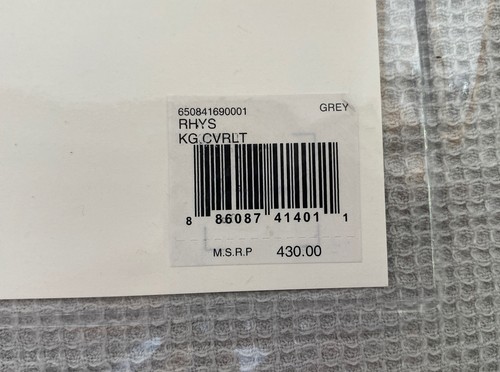 650841690001 GREY
RHYS
KG.CVRLT
8 86087 41401 1
M.S.R.P 430.00